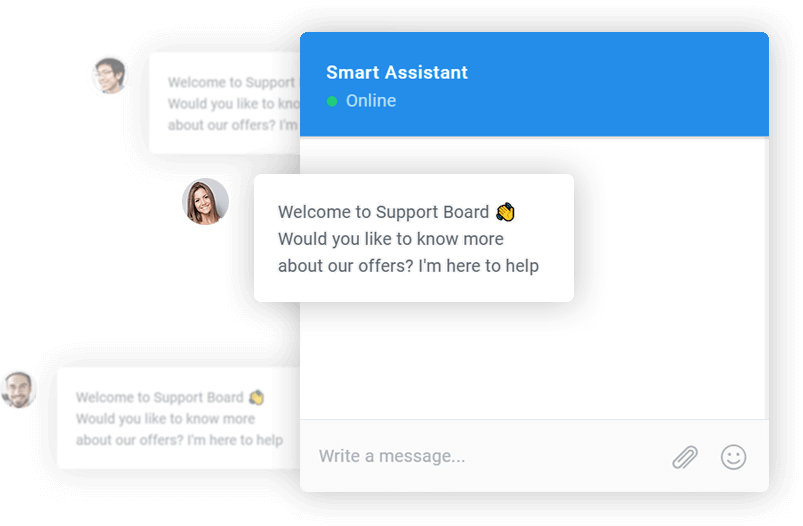 Welcome to Support
Would you like to kno
about our offers? I'm
Smart Assistant
Online
Welcome to Support Board 👏
Would you like to know more
about our offers? I'm here to help
Welcome to Support Board 👏
Would you like to know more
about our offers? I'm here to help
Write a message...